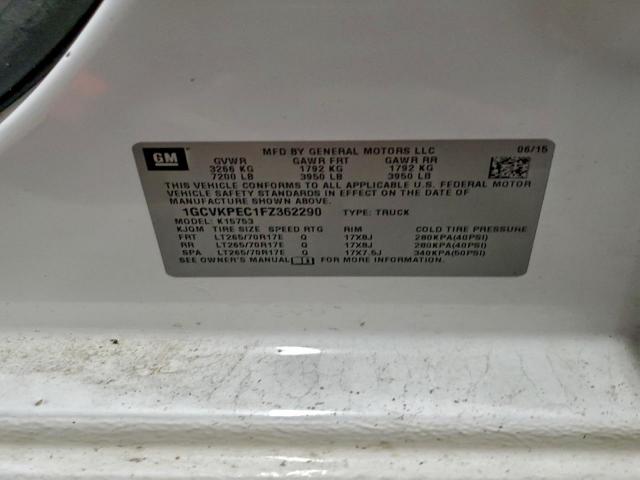 GM MFD BY GENERAL MOTORS LLC 06/15
GVWR GAWR FRT GAWR RR
3266 KG 1792 KG 1792 KG
7200 LB 3950 LB 3950 LB
THIS VEHICLE CONFORMS TO ALL APPLICABLE U.S. FEDERAL MOTOR
VEHICLE SAFETY STANDARDS IN EFFECT ON THE DATE OF
MANUFACTURE SHOWN ABOVE.
1GCVKPEC1FZ362290 TYPE: TRUCK
MODEL: K15753
KJQM TIRE SIZE SPEED RTG RIM COLD TIRE PRESSURE
FRT LT265/70R17E Q 17X8J 280KPA(40PSI)
RR LT265/70R17E Q 17X8J 280KPA(40PSI)
SPA LT265/70R17E Q 17X7.5J 340KPA(50PSI)
SEE OWNER'S MANUAL FOR MORE INFORMATION.